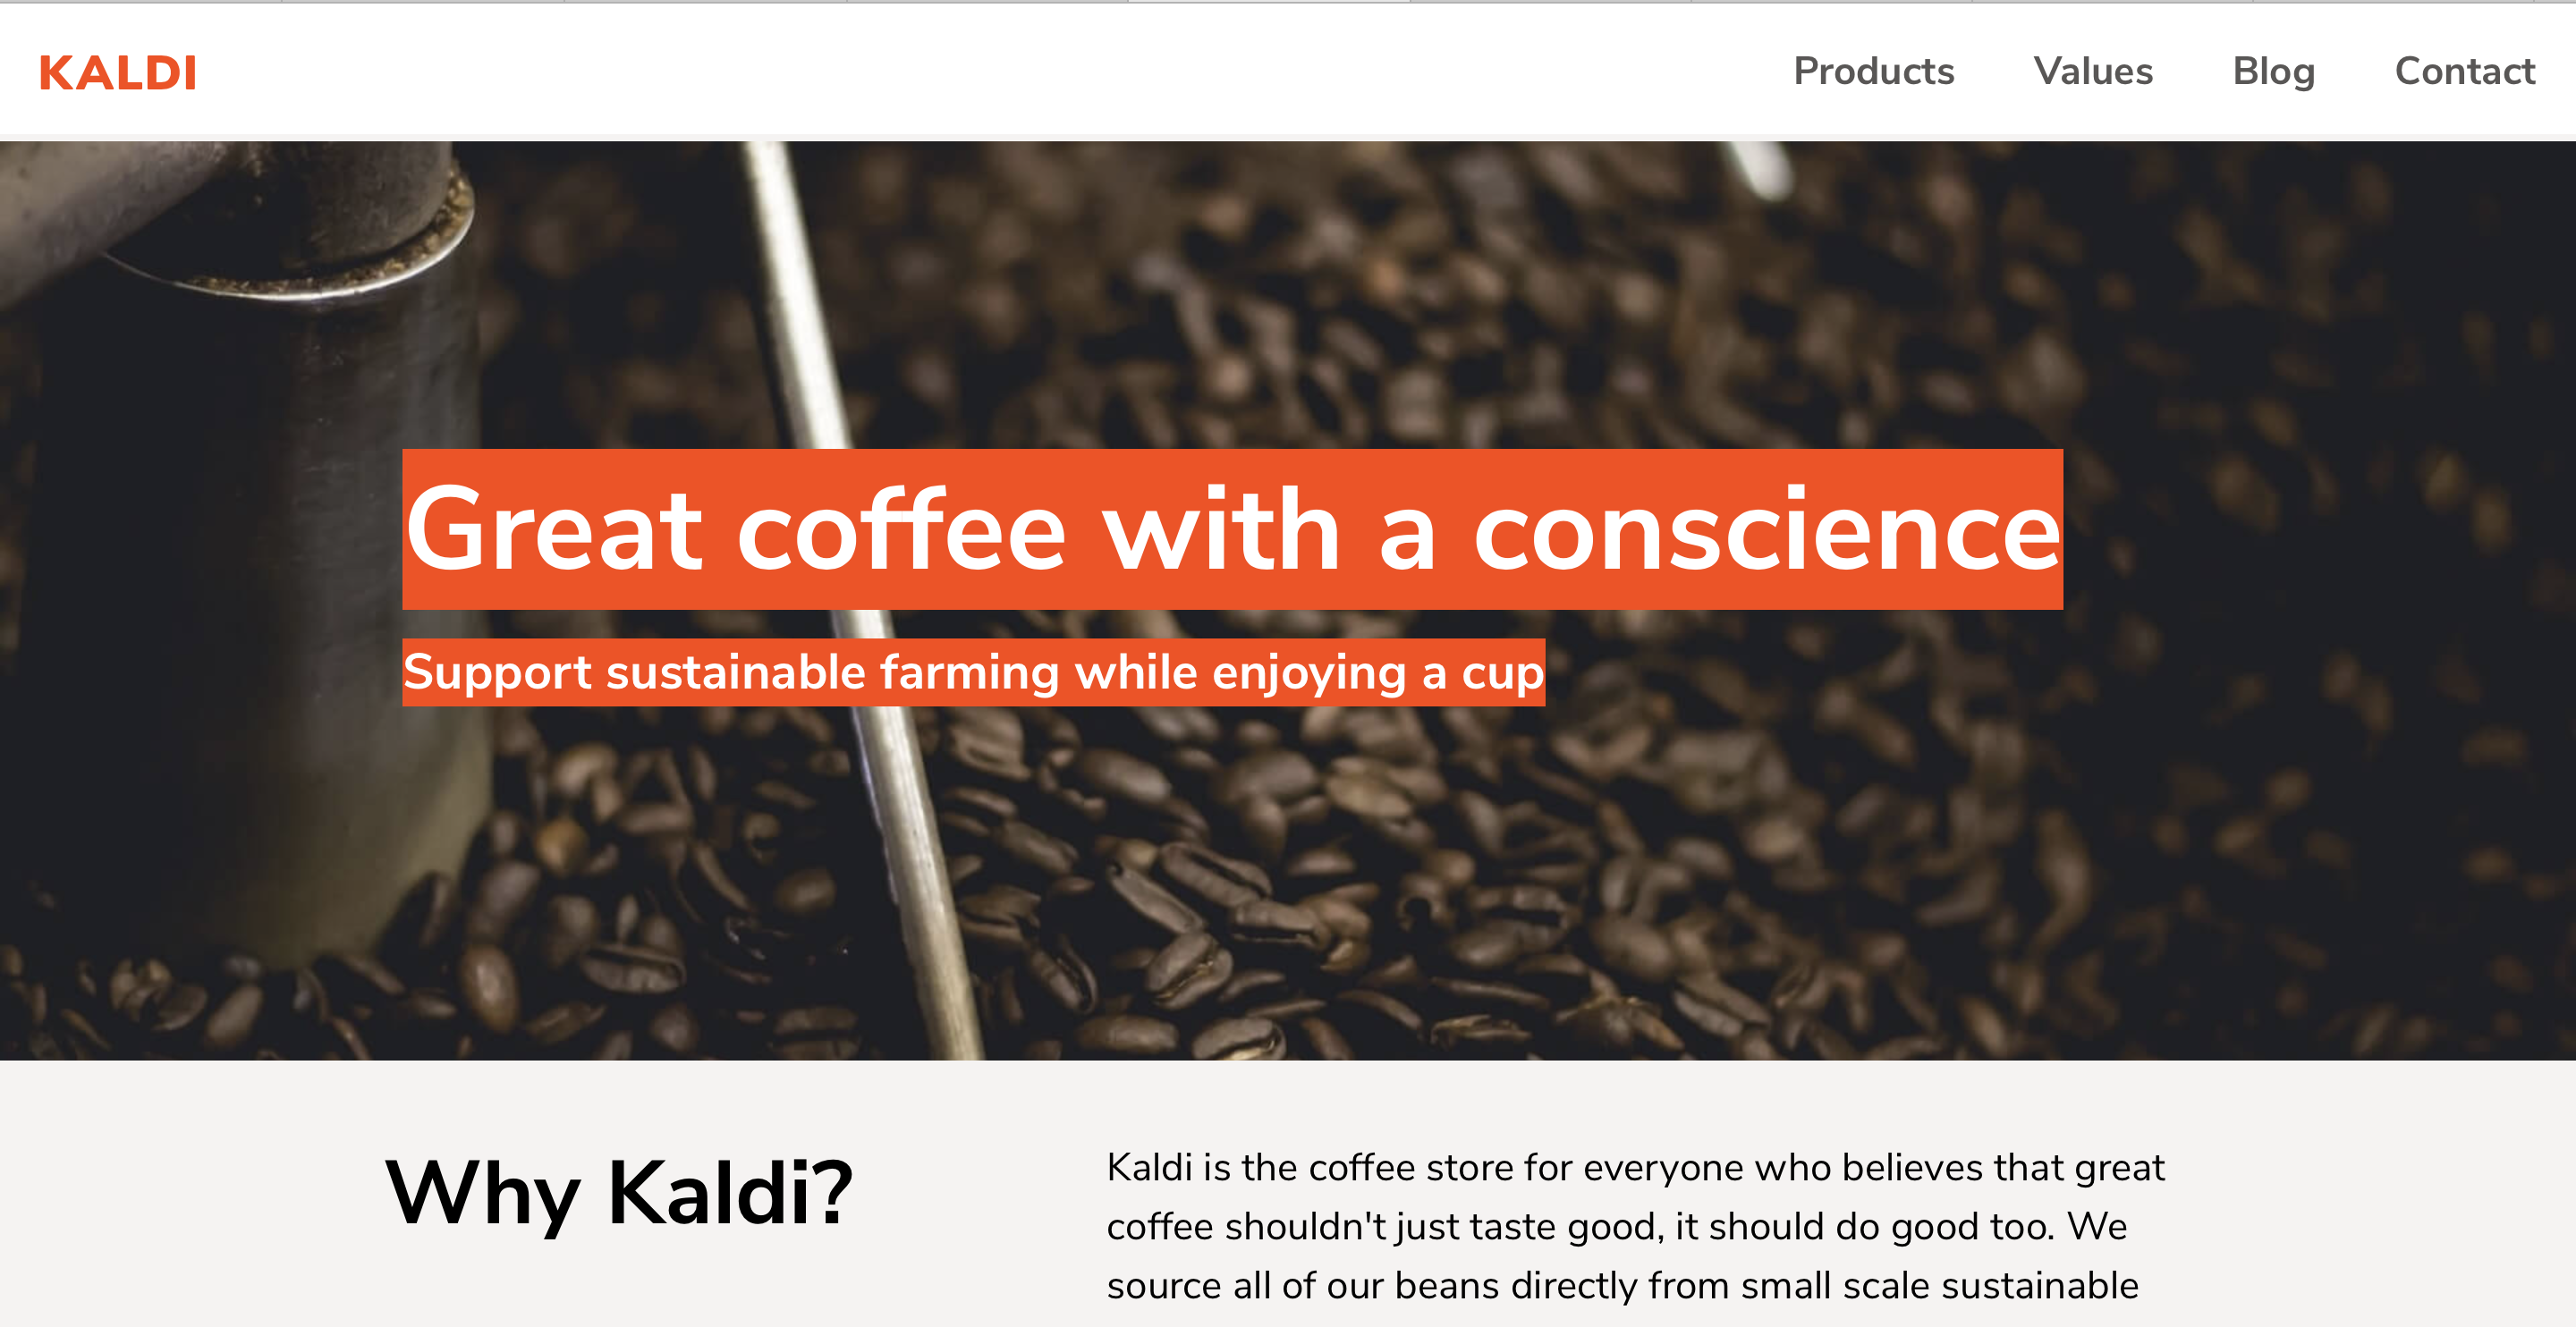 KALDI
Products Values Blog Contact
Great coffee with a conscience
Support sustainable farming while enjoying a cup
Why Kaldi?
Kaldi is the coffee store for everyone who believes that great
coffee shouldn't just taste good, it should do good too. We
source all of our beans directly from small scale sustainable